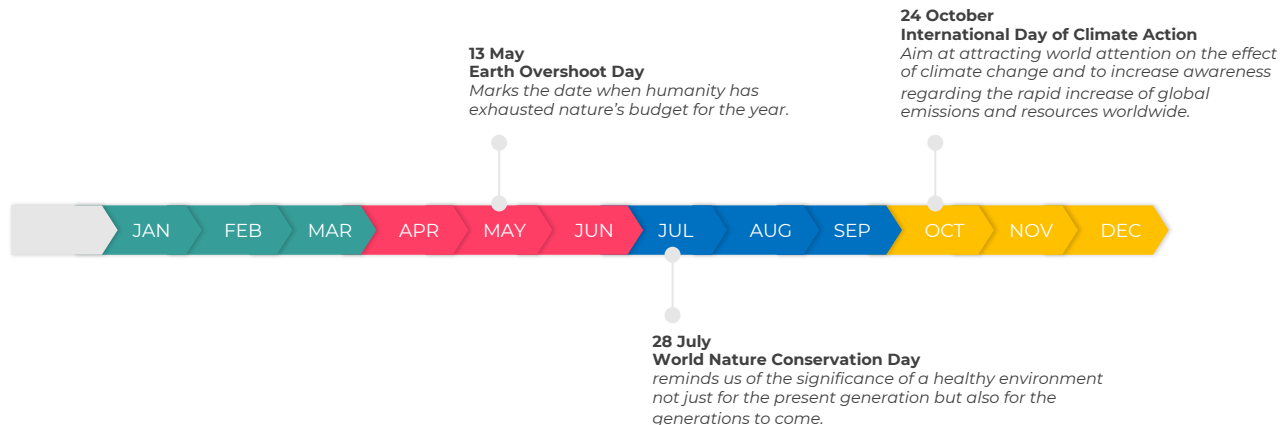 24 October
International Day of Climate Action
Aim at attracting world attention on the effect
of climate change and to increase awareness
regarding the rapid increase of global
emissions and resources worldwide.
13 May
Earth Overshoot Day
Marks the date when humanity has
exhausted nature’s budget for the year.
JAN FEB MAR APR MAY JUN JUL AUG SEP OCT NOV DEC
28 July
World Nature Conservation Day
reminds us of the significance of a healthy environment
not just for the present generation but also for the
generations to come.